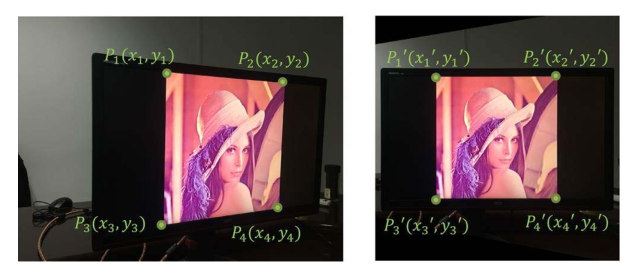 P₁(x₁,y₁)
P₂(x₂,y₂)
P₃(x₃,y₃)
P₄(x₄,y₄)
P₁′(x₁′,y₁′)
P₂′(x₂′,y₂′)
P₃′(x₃′,y₃′)
P₄′(x₄′,y₄′)